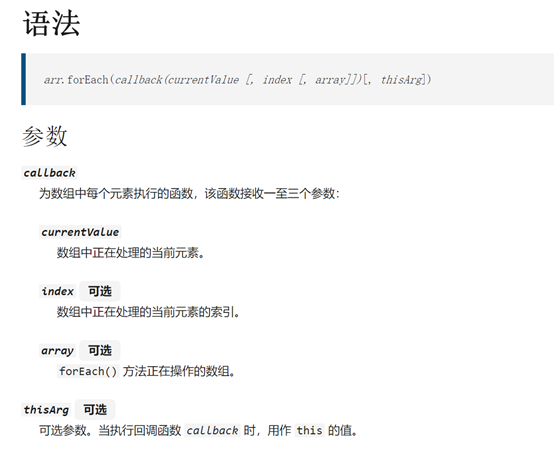 语法
arr.forEach(callback(currentValue [, index [, array]])[, thisArg])
参数
callback
为数组中每个元素执行的函数，该函数接收一至三个参数：
currentValue
数组中正在处理的当前元素。
index 可选
数组中正在处理的当前元素的索引。
array 可选
forEach() 方法正在操作的数组。
thisArg 可选
可选参数。当执行回调函数 callback 时，用作 this 的值。